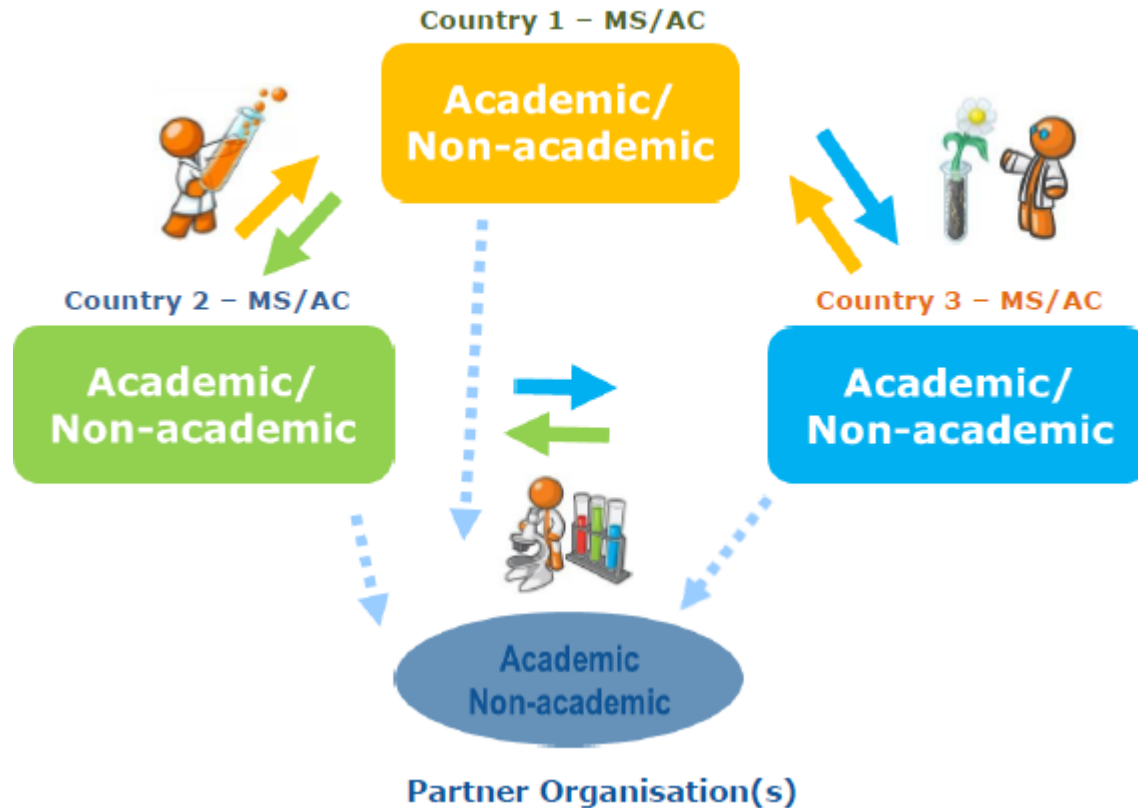 Country 1 – MS/AC
Academic/
Non-academic
Country 2 – MS/AC
Academic/
Non-academic
Country 3 – MS/AC
Academic/
Non-academic
Academic
Non-academic
Partner Organisation(s)